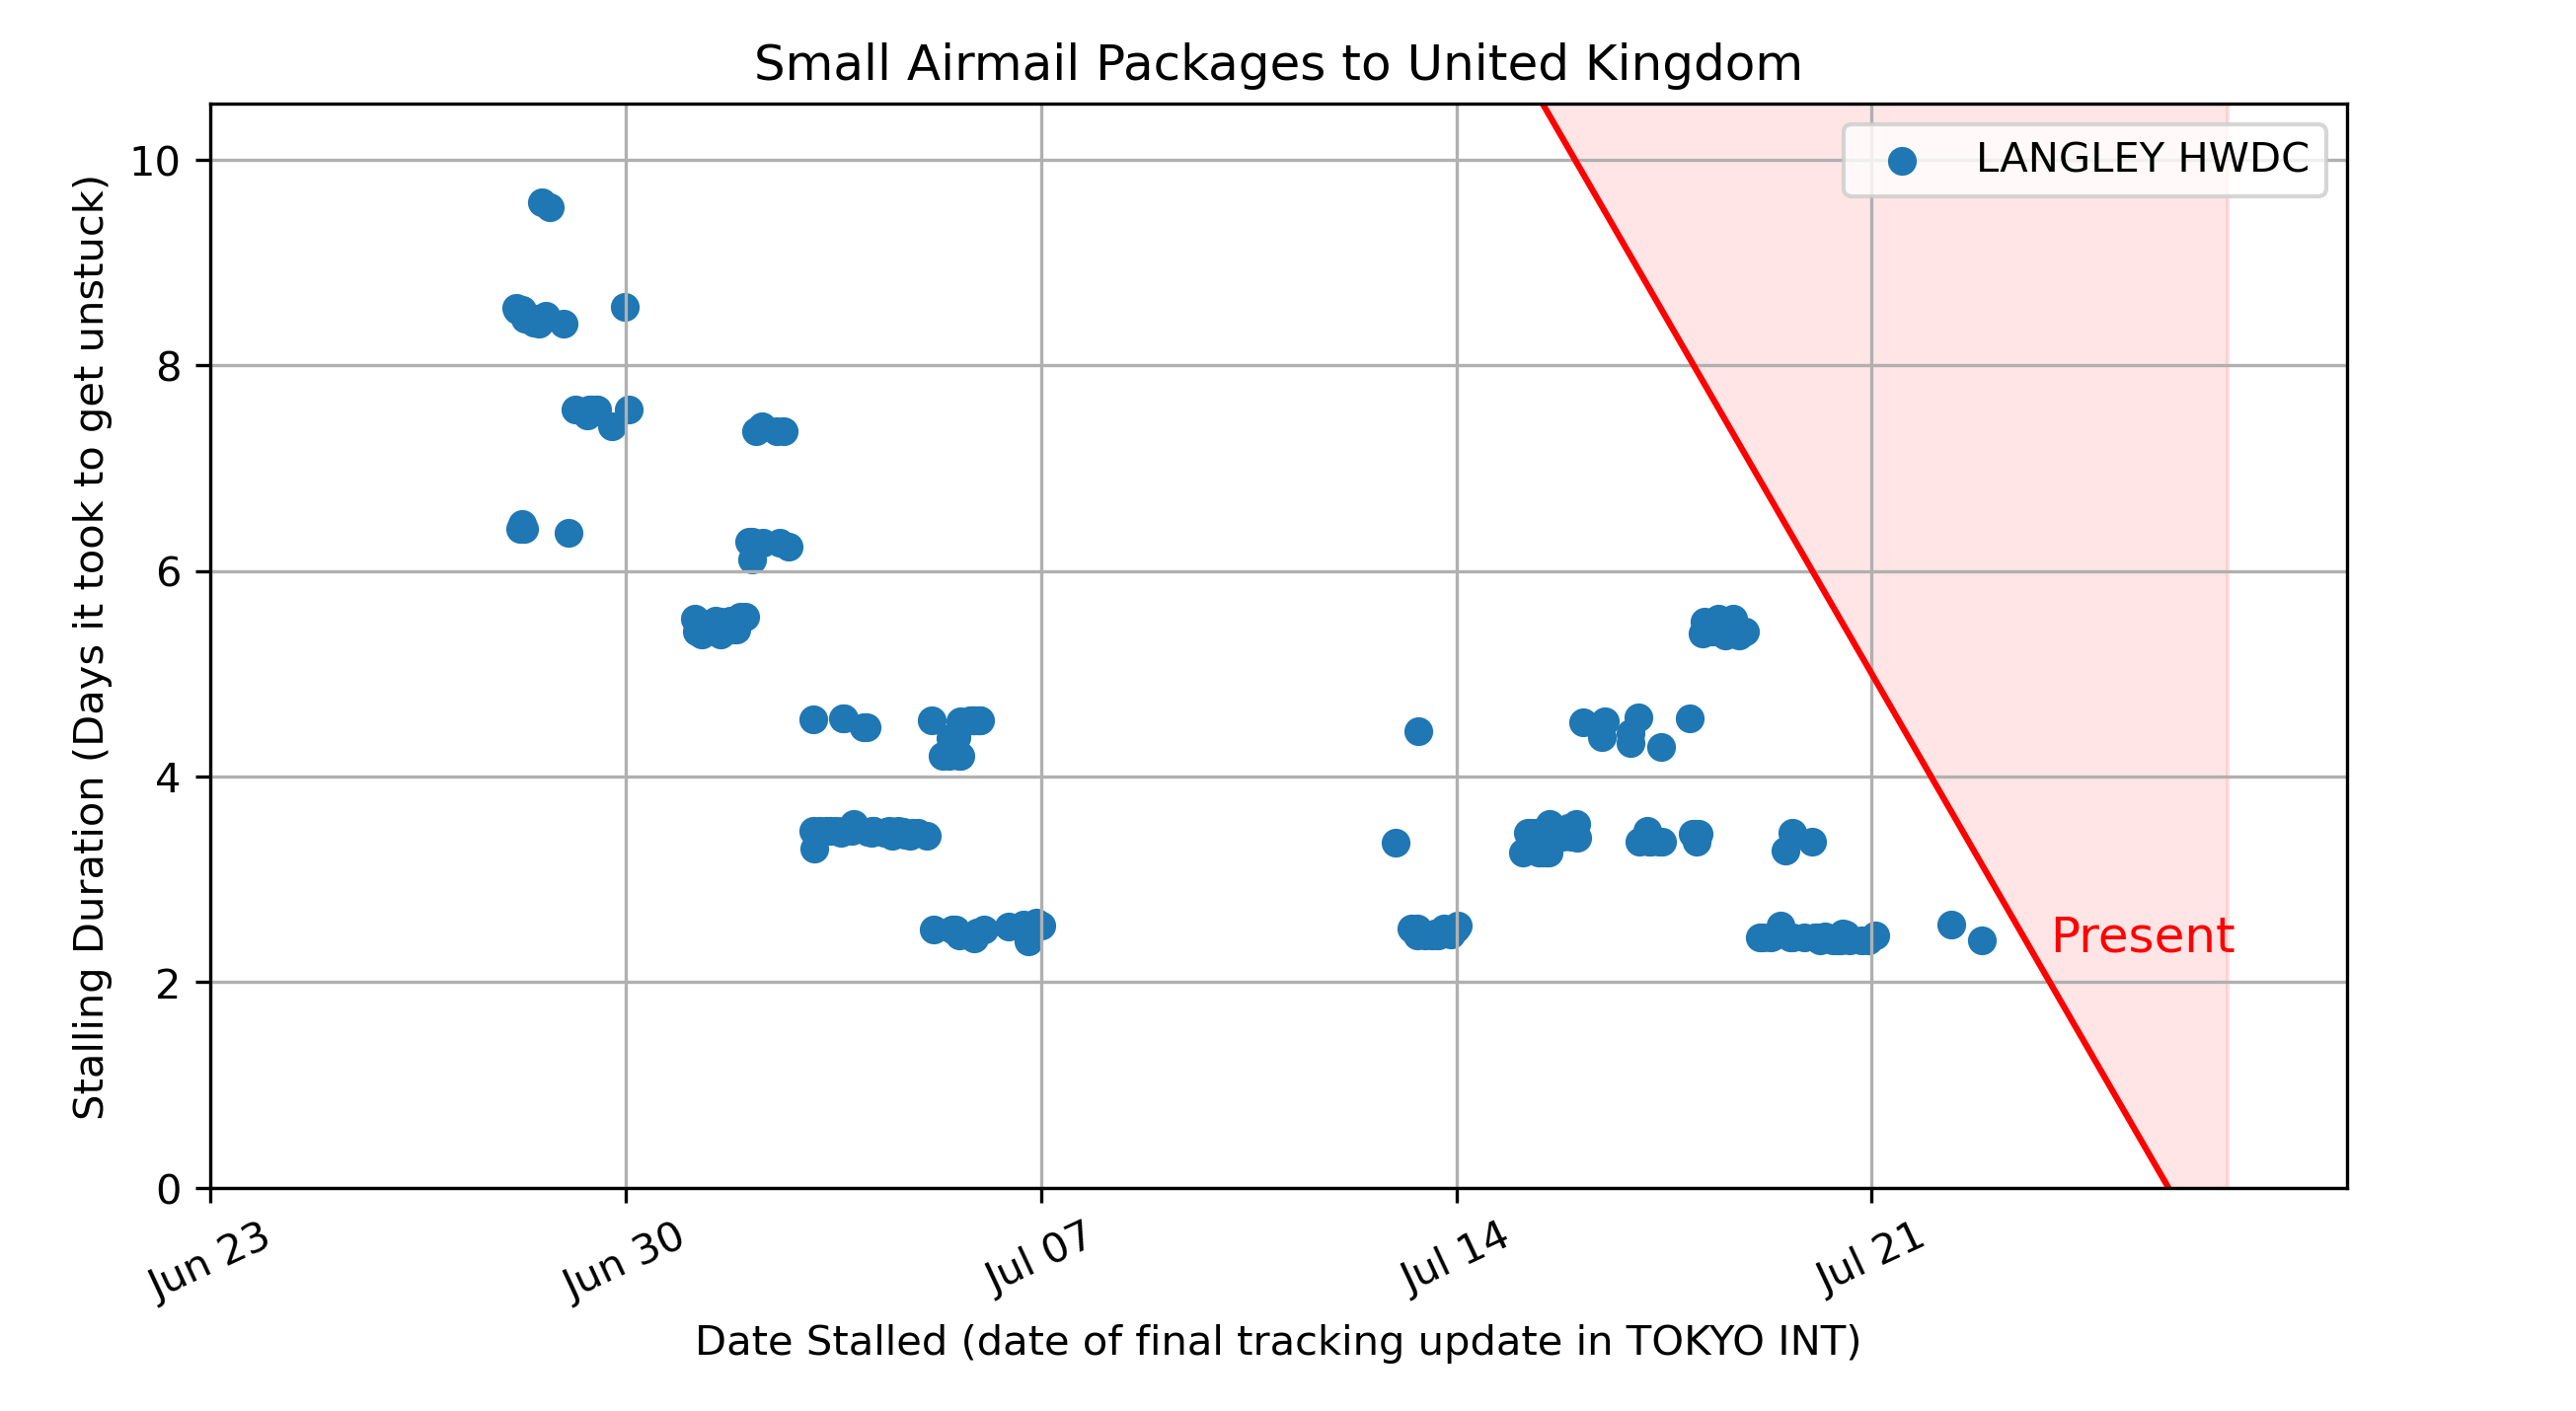 Small Airmail Packages to United Kingdom
LANGLEY HWDC
Stalling Duration (Days it took to get unstuck)
10
8
6
4
2
0
Present
Jun 23
Jun 30
Jul 07
Jul 14
Jul 21
Date Stalled (date of final tracking update in TOKYO INT)